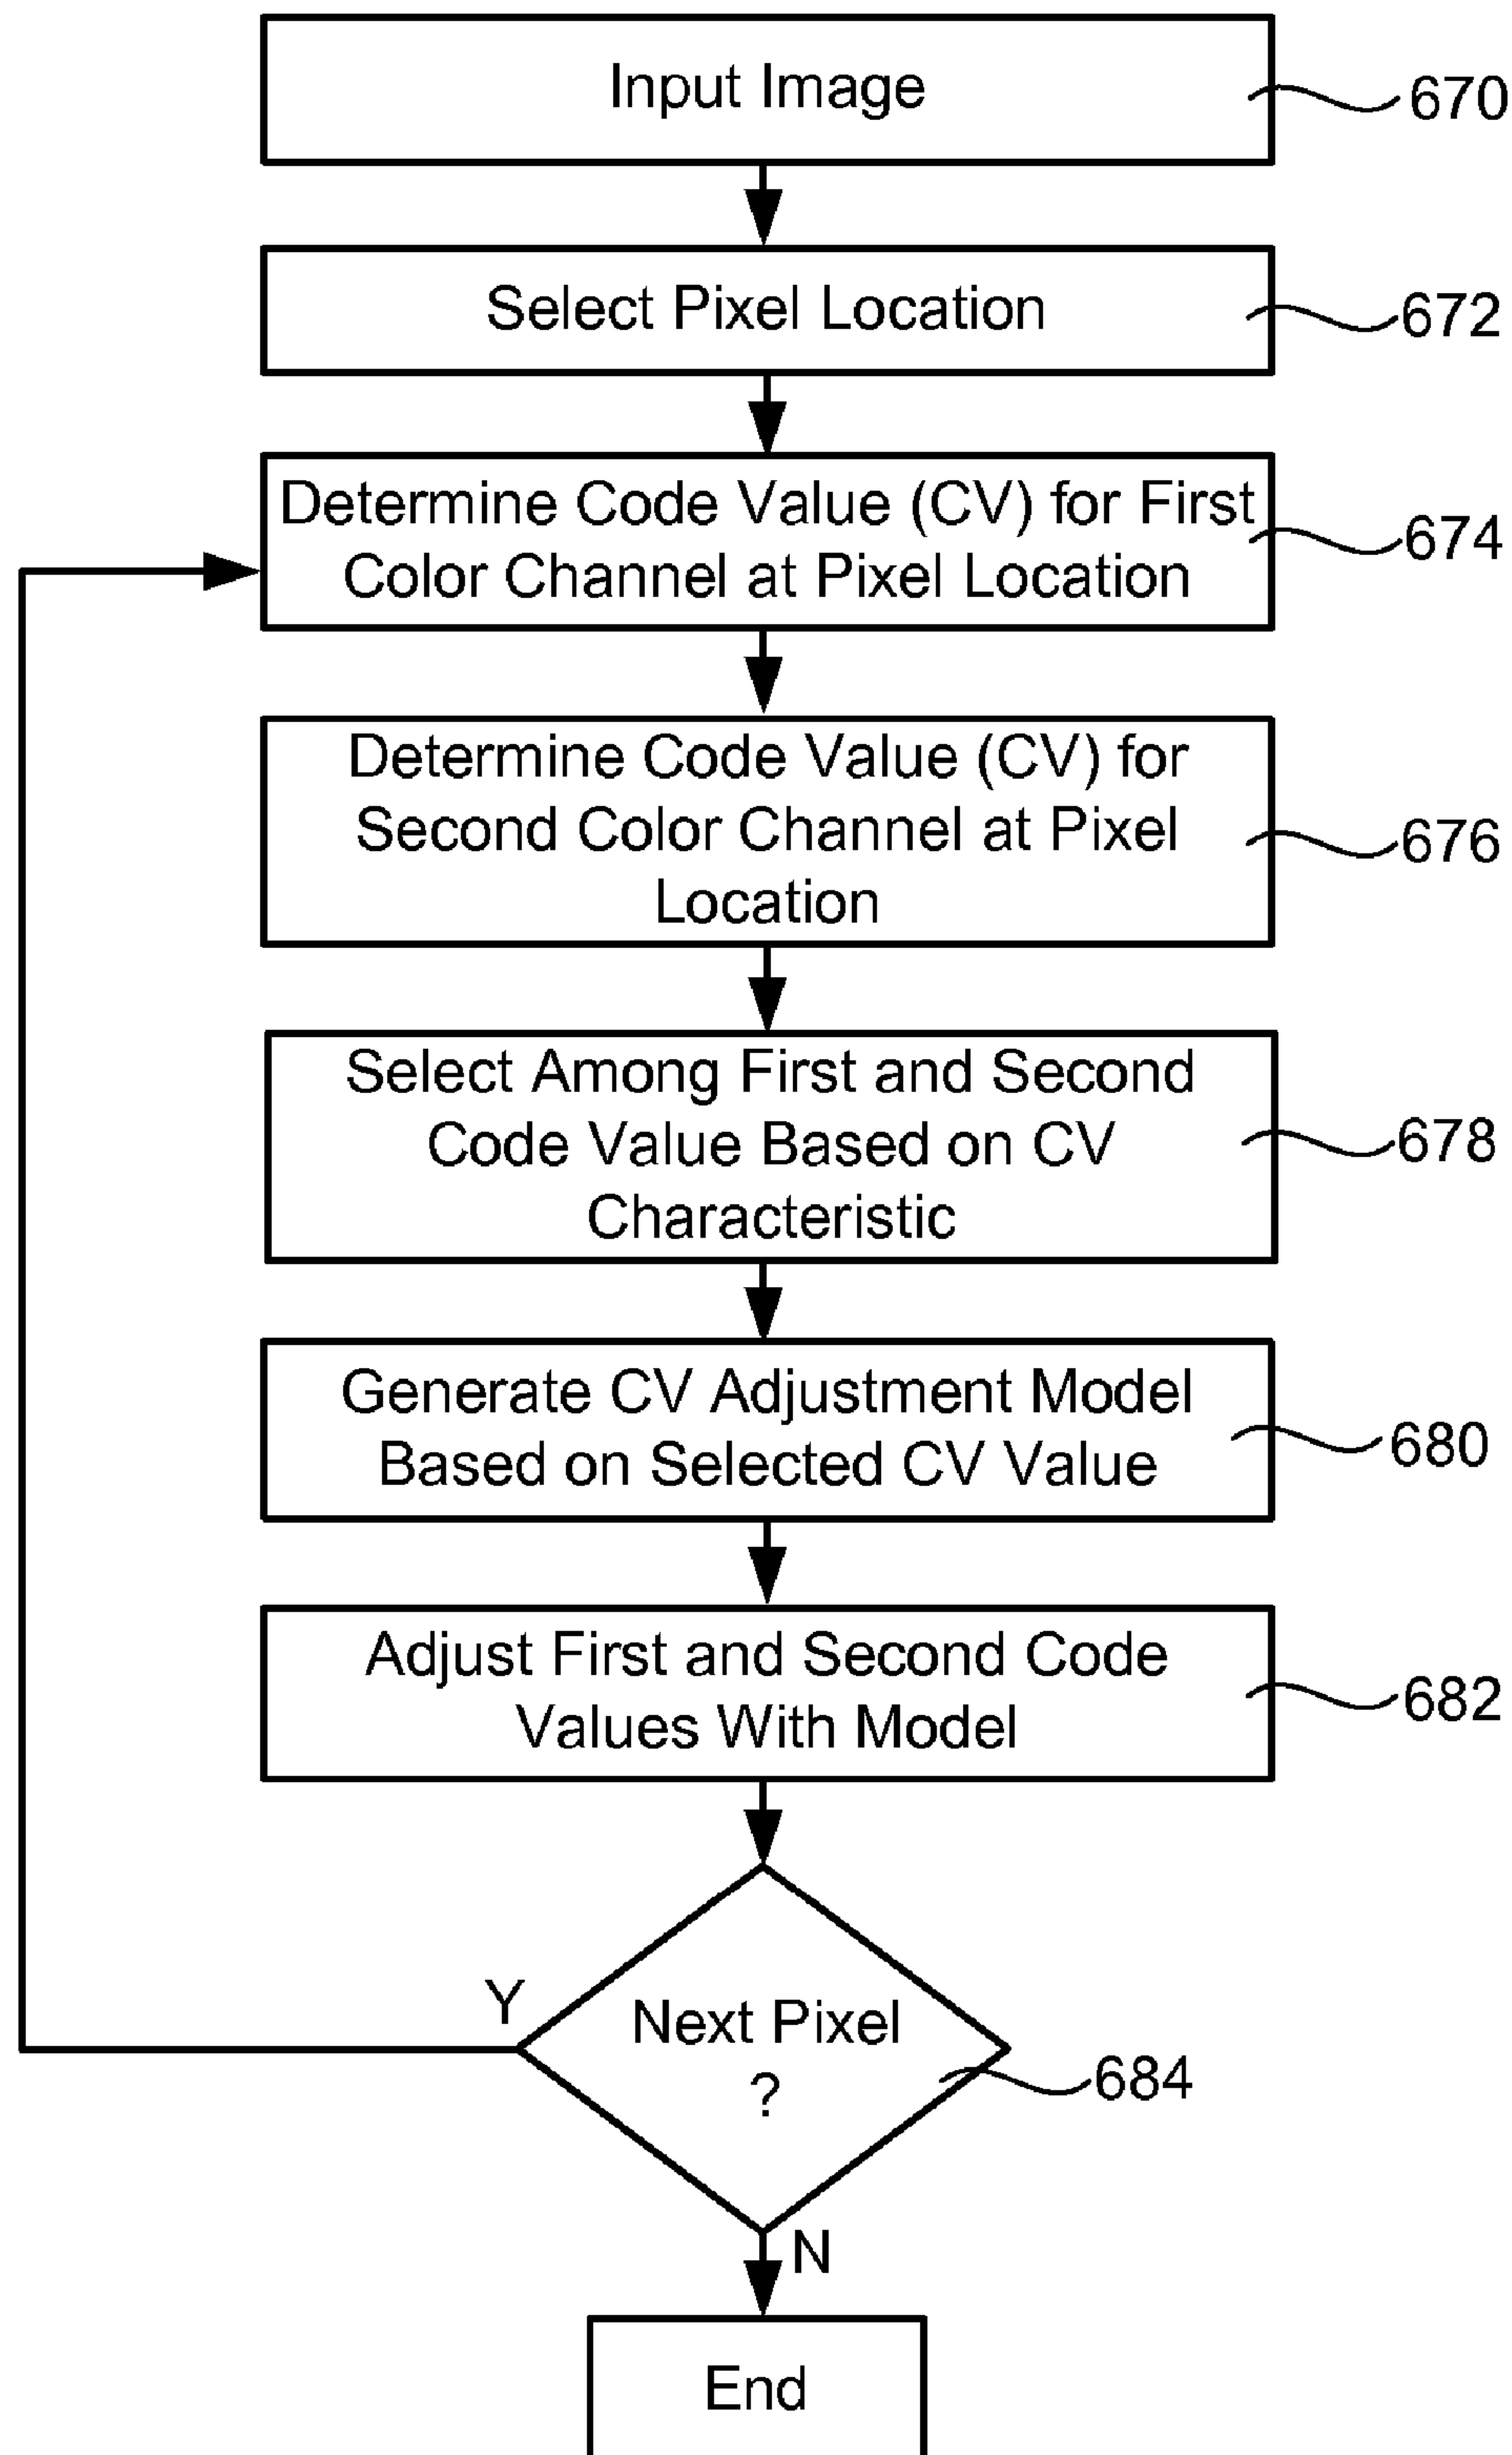 Input Image
670
Select Pixel Location
672
Determine Code Value (CV) for First
Color Channel at Pixel Location
674
Determine Code Value (CV) for
Second Color Channel at Pixel
Location
676
Select Among First and Second
Code Value Based on CV
Characteristic
678
Generate CV Adjustment Model
Based on Selected CV Value
680
Adjust First and Second Code
Values With Model
682
Y
Next Pixel
?
684
N
End